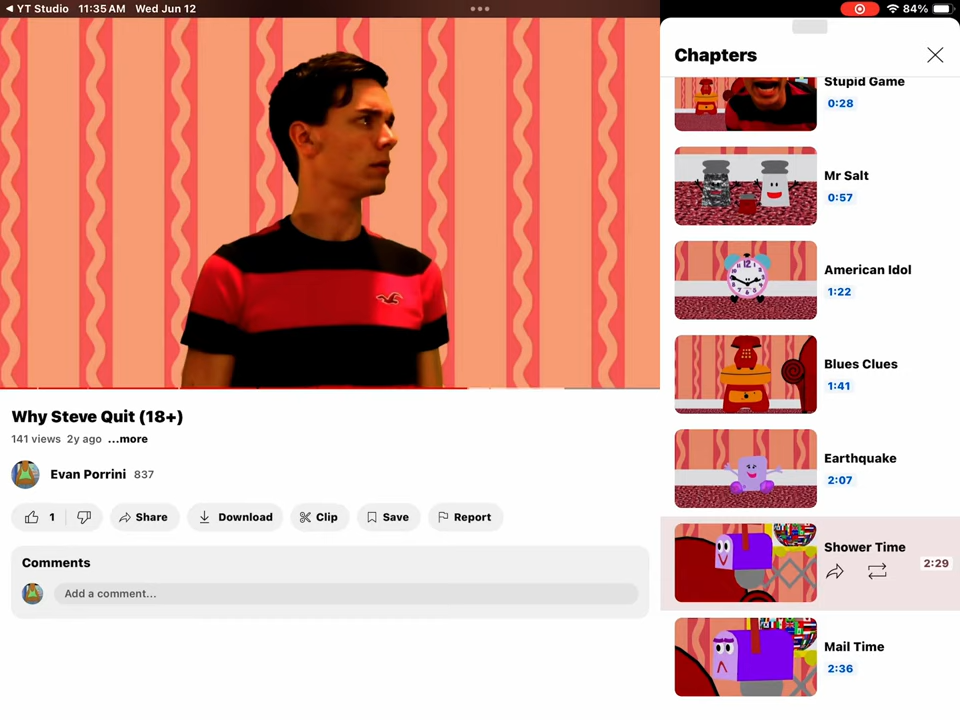 ◀ YT Studio 11:35 AM Wed Jun 12
84%
Why Steve Quit (18+)
141 views 2y ago ...more
Evan Porrini 837
1 Share Download Clip Save Report
Comments
Add a comment...
Chapters
Stupid Game
0:28
Mr Salt
0:57
American Idol
1:22
Blues Clues
1:41
Earthquake
2:07
Shower Time
2:29
Mail Time
2:36